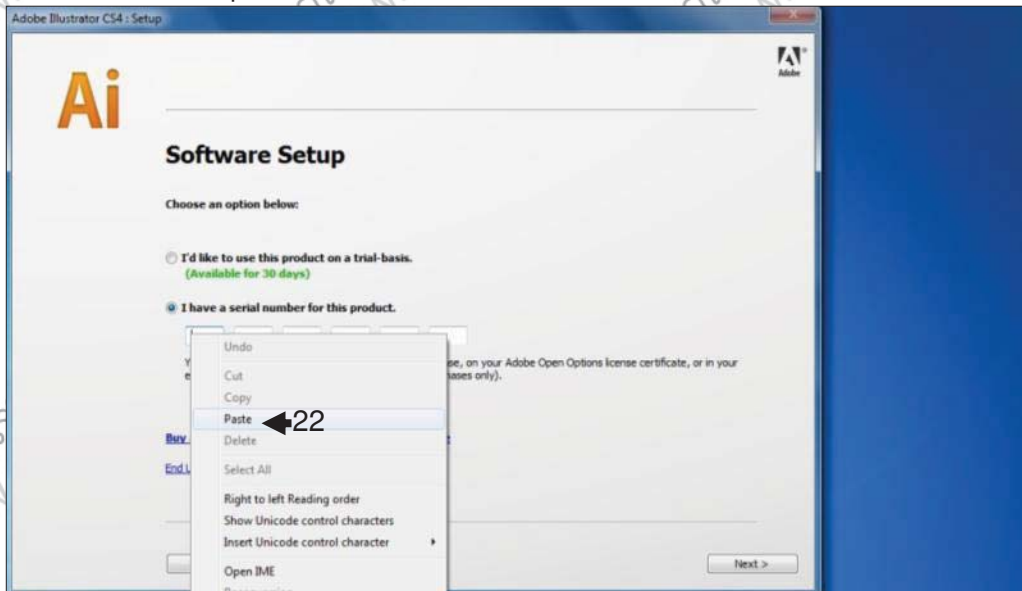 Adobe Illustrator CS4 : Setup
Ai
Adobe
Software Setup
Choose an option below:
I'd like to use this product on a trial-basis.
(Available for 30 days)
I have a serial number for this product.
Undo
se, on your Adobe Open Options license certificate, or in your
Cut
ases only).
Copy
Paste 22
Buy
Delete
End
Select All
Right to left Reading order
Show Unicode control characters
Insert Unicode control character
Next >
Open IME